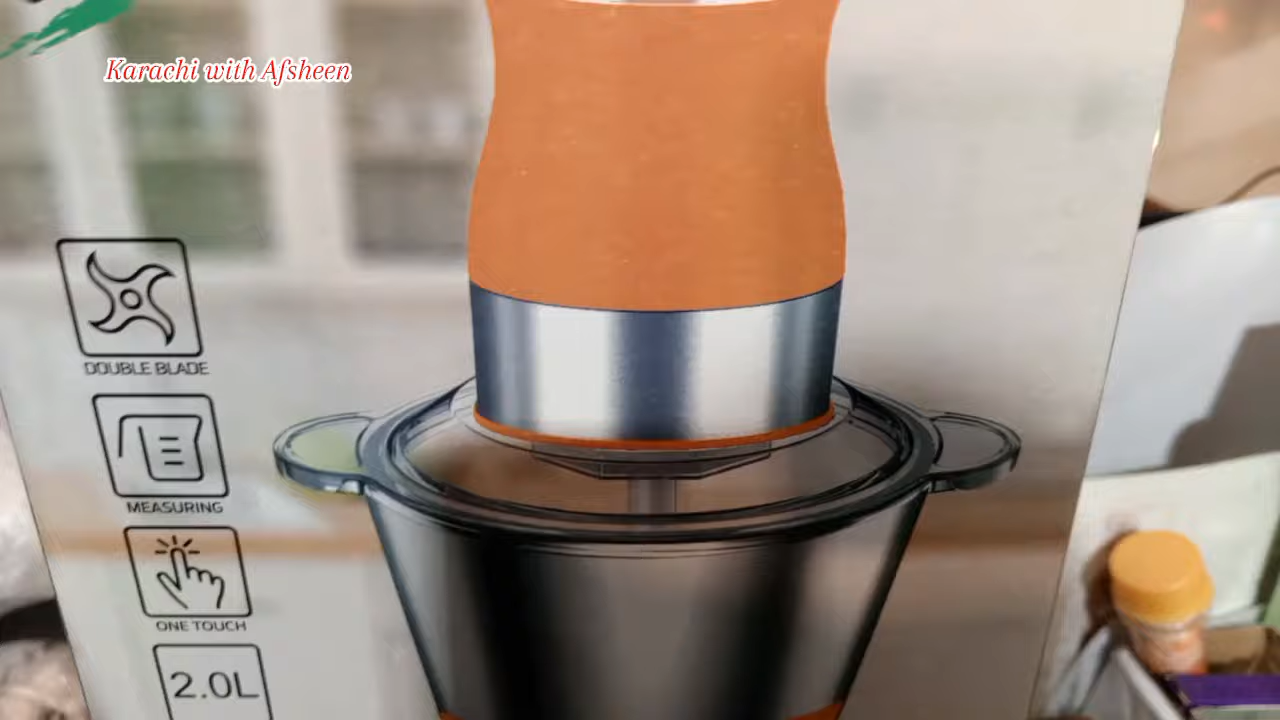 Karachi with Afsheen
DOUBLE BLADE
MEASURING
ONE TOUCH
2.0L